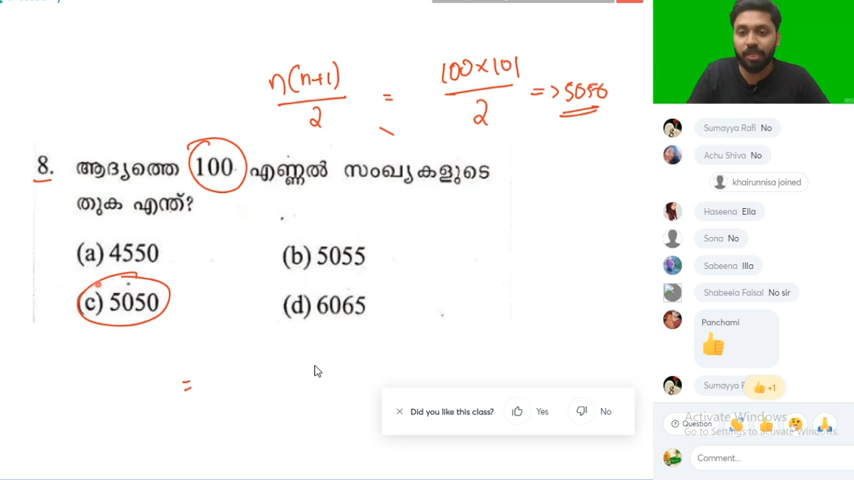 n(n+1)
2
=
100×101
2
=>5050
8. ആദ്യത്തെ 100 എണ്ണൽ സംഖ്യകളുടെ
തുക എന്ത്?
(a) 4550
(b) 5055
(c) 5050
(d) 6065
=
Did you like this class?
Yes
No
Sumayya Rafi No
Achu Shiva No
khairunnisa joined
Haseena Ella
Sona No
Sabeena Illa
Shabeela Faisal No sir
Panchami
👍
Sumayya R
👍 +1
Activate Windows
Go to Settings to activate Windows.
Question
Comment...